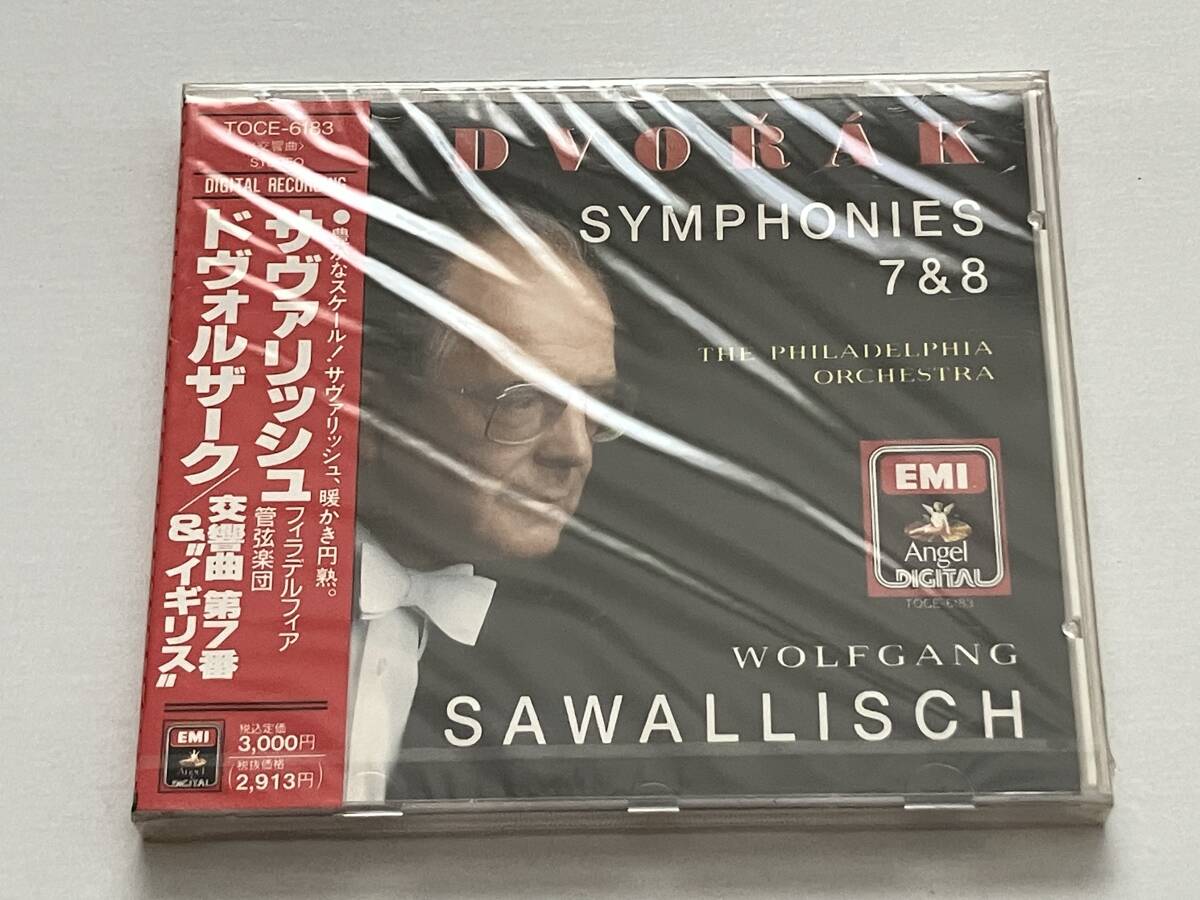 TOCE-6183
〈交響曲〉
STEREO
DIGITAL RECORDING
●豊かなスケール！サヴァリッシュ、暖かき円熟。
サヴァリッシュ
フィラデルフィア
管弦楽団
ドヴォルザーク/
交響曲 第7番
&"イギリス"
EMI
Angel
DIGITAL
税込定価
3,000円
税抜価格
(2,913円)
DVOŘÁK
SYMPHONIES
7&8
THE PHILADELPHIA
ORCHESTRA
EMI
Angel
DIGITAL
TOCE-6183
WOLFGANG
SAWALLISCH